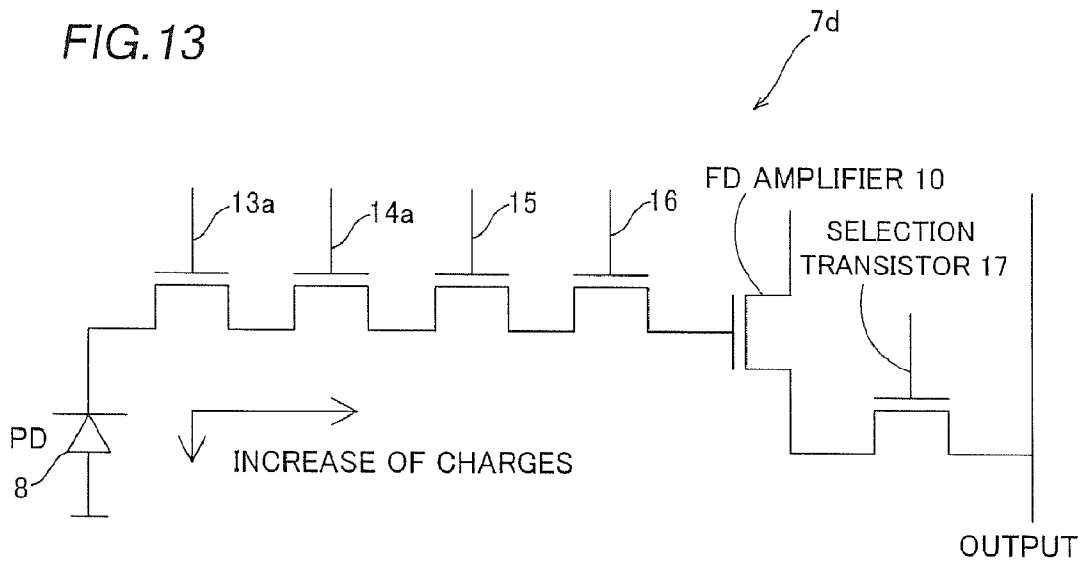 FIG.13
7d
13a
14a
15
16
FD AMPLIFIER 10
SELECTION
TRANSISTOR 17
PD
8
INCREASE OF CHARGES
OUTPUT